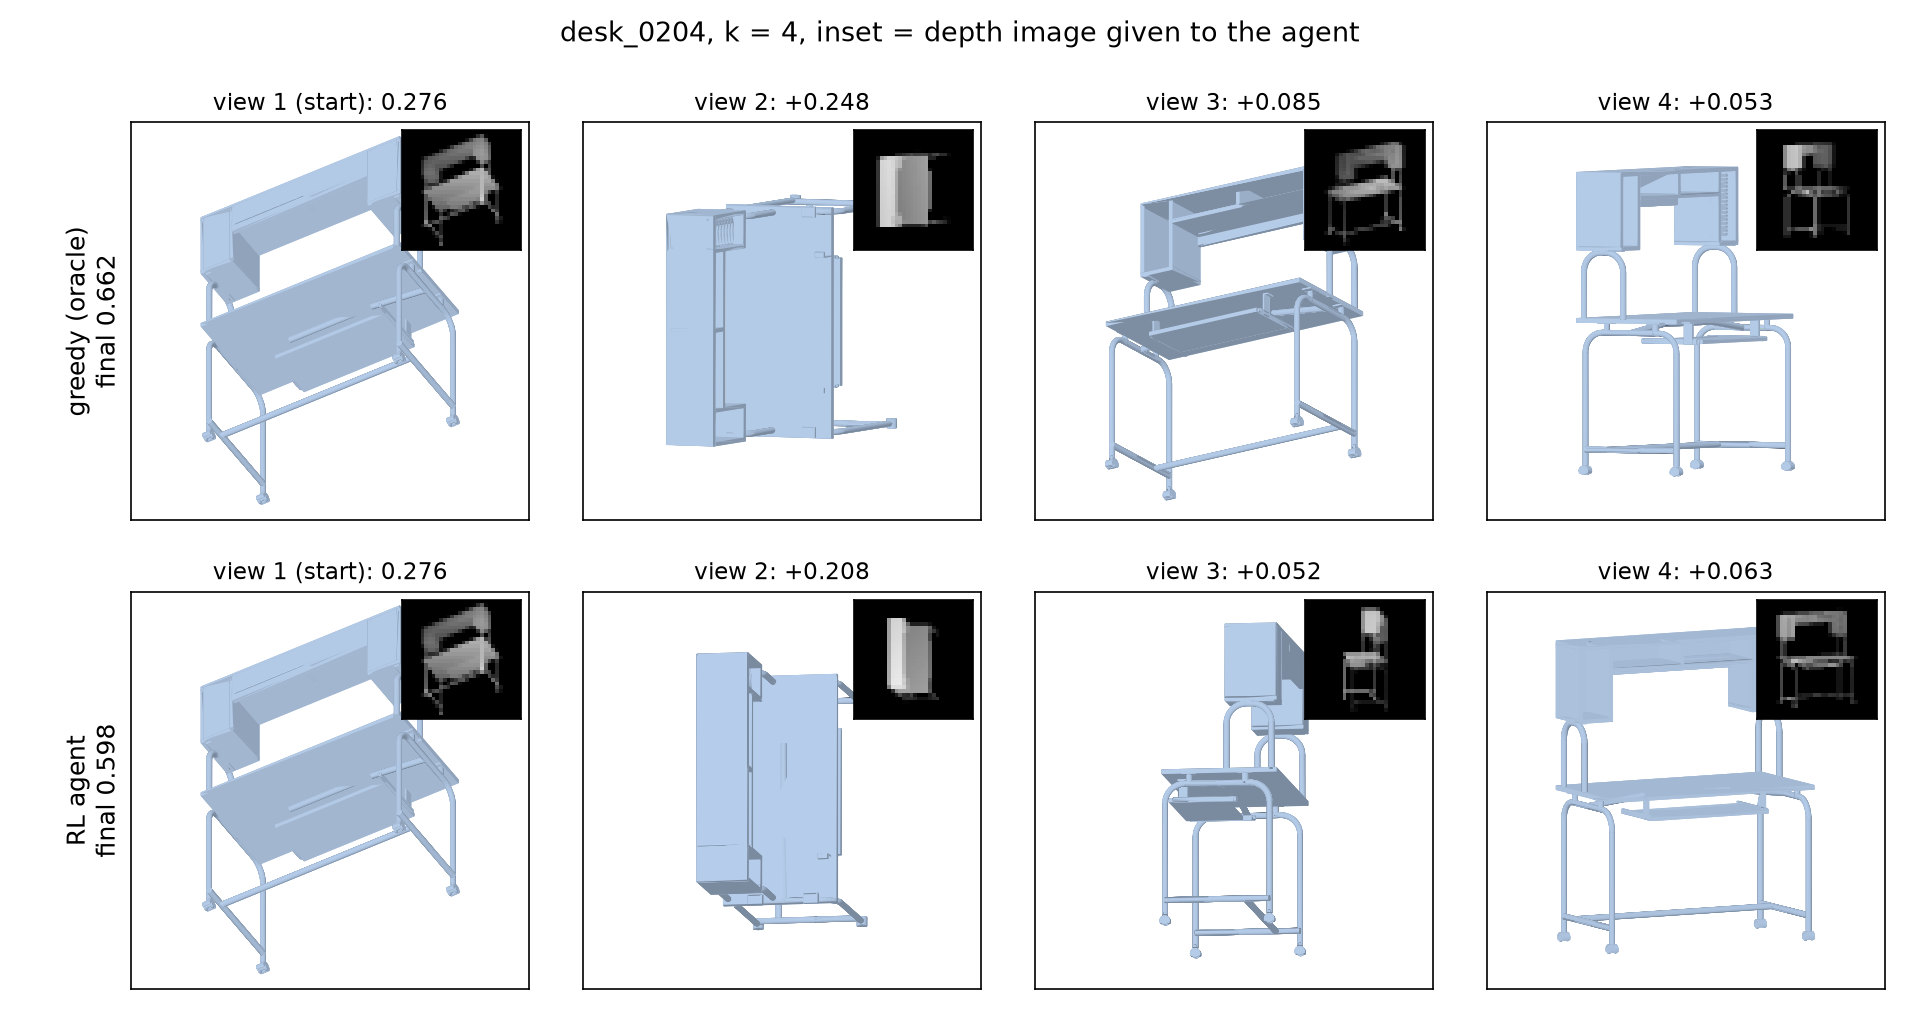 desk_0204, k = 4, inset = depth image given to the agent
view 1 (start): 0.276
view 2: +0.248
view 3: +0.085
view 4: +0.053
greedy (oracle)
final 0.662
view 1 (start): 0.276
view 2: +0.208
view 3: +0.052
view 4: +0.063
RL agent
final 0.598